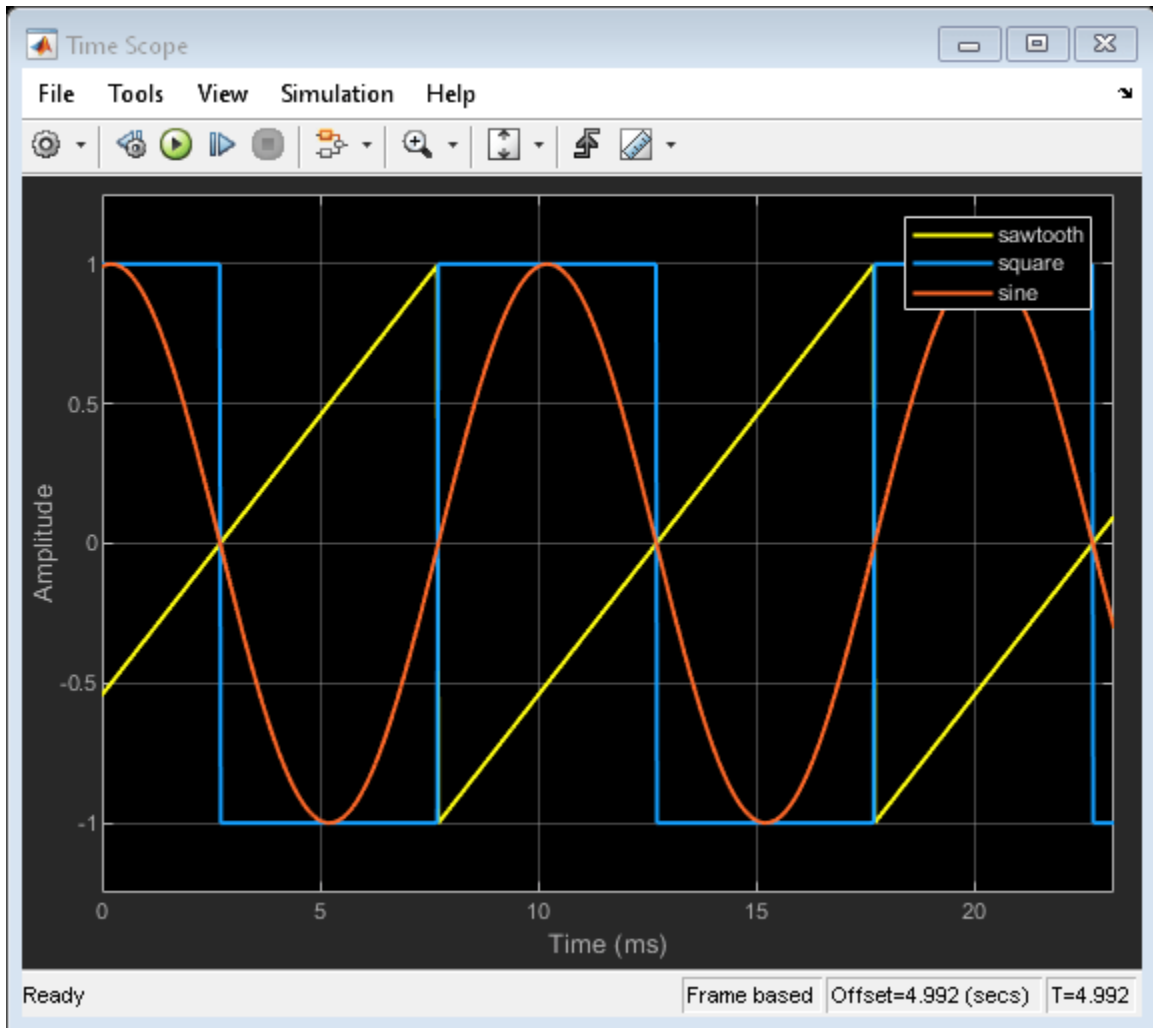 Time Scope
File Tools View Simulation Help
sawtooth
square
sine
1
0.5
0
-0.5
-1
Amplitude
0 5 10 15 20
Time (ms)
Ready Frame based Offset=4.992 (secs) T=4.992